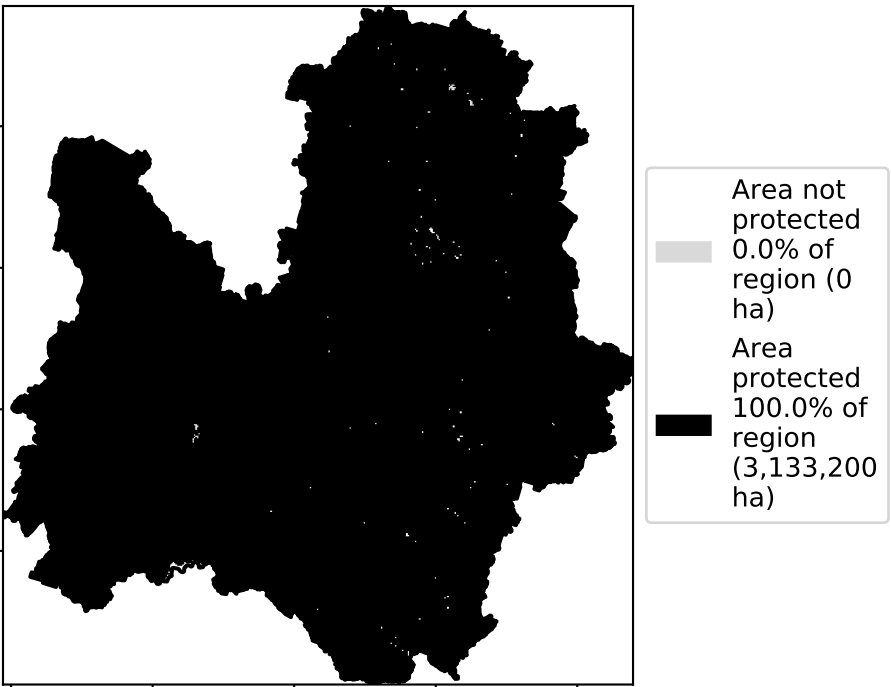 Area not
protected
0.0% of
region (0
ha)
Area
protected
100.0% of
region
(3,133,200
ha)